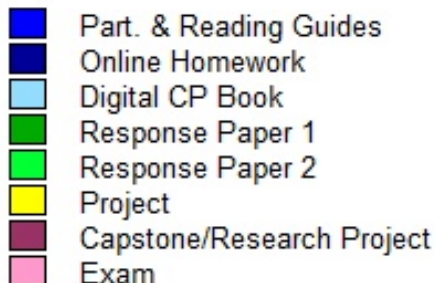 Part. & Reading Guides
Online Homework
Digital CP Book
Response Paper 1
Response Paper 2
Project
Capstone/Research Project
Exam